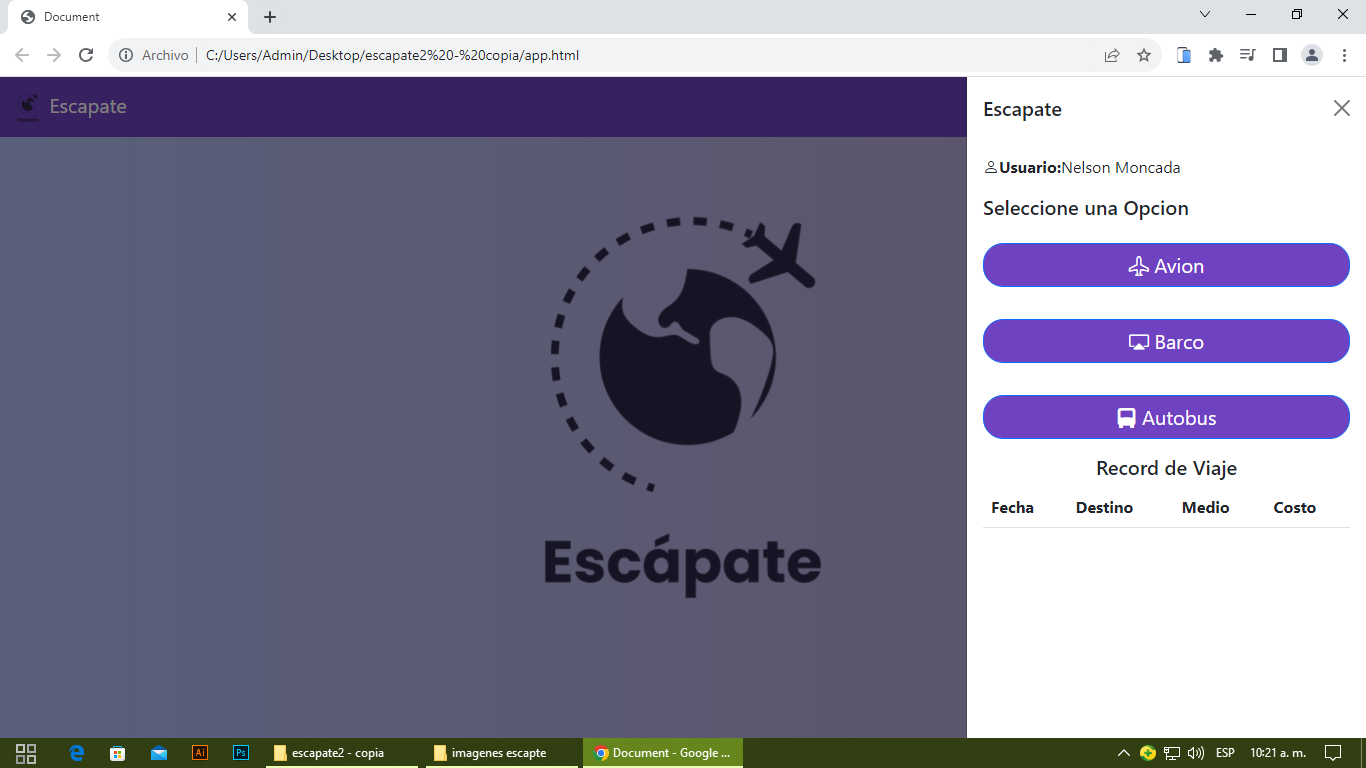 Document
Archivo
C:/Users/Admin/Desktop/escapate2%20-%20copia/app.html
Escapate
Escápate
Escapate
Usuario:Nelson Moncada
Seleccione una Opcion
Avion
Barco
Autobus
Record de Viaje
Fecha Destino Medio Costo
Ai
Ps
escapate2 - copia
imagenes escapte
Document - Google ...
ESP
10:21 a. m.